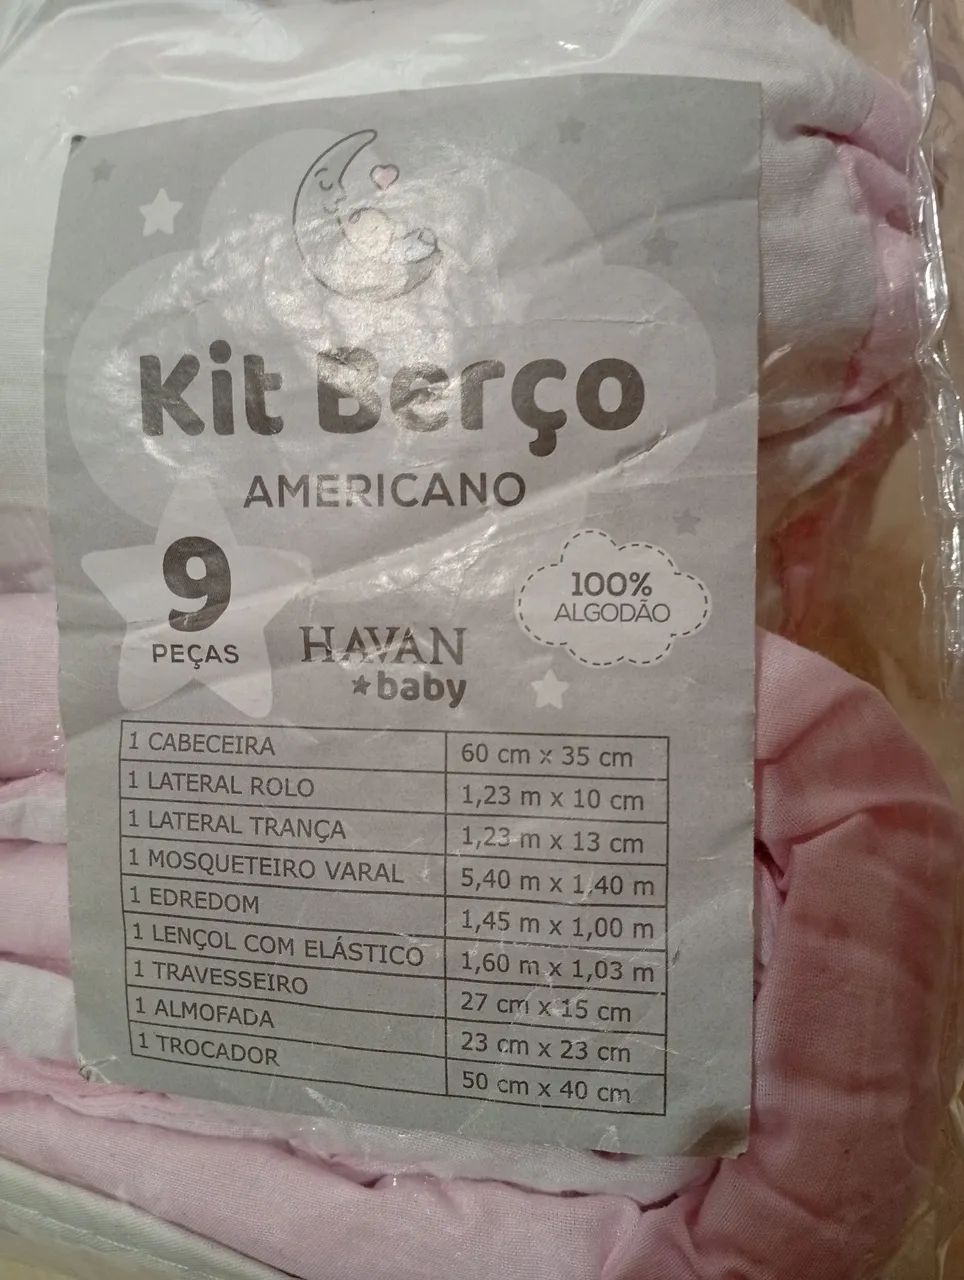 Kit Berço
AMERICANO
9
PEÇAS
HAVAN
baby
100%
ALGODÃO
1 CABECEIRA 60 cm x 35 cm
1 LATERAL ROLO 1,23 m x 10 cm
1 LATERAL TRANÇA 1,23 m x 13 cm
1 MOSQUETEIRO VARAL 5,40 m x 1,40 m
1 EDREDOM 1,45 m x 1,00 m
1 LENÇOL COM ELÁSTICO 1,60 m x 1,03 m
1 TRAVESSEIRO 27 cm x 15 cm
1 ALMOFADA 23 cm x 23 cm
1 TROCADOR 50 cm x 40 cm